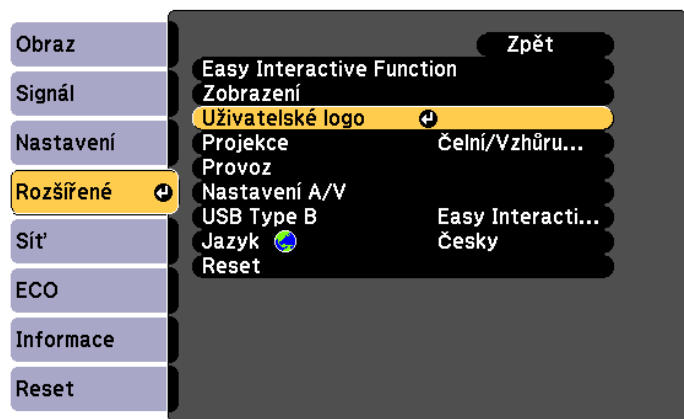 Obraz
Signál
Nastavení
Rozšířené
Síť
ECO
Informace
Reset
Zpět
Easy Interactive Function
Zobrazení
Uživatelské logo
Projekce Čelní/Vzhůru...
Provoz
Nastavení A/V
USB Type B Easy Interacti...
Jazyk Česky
Reset